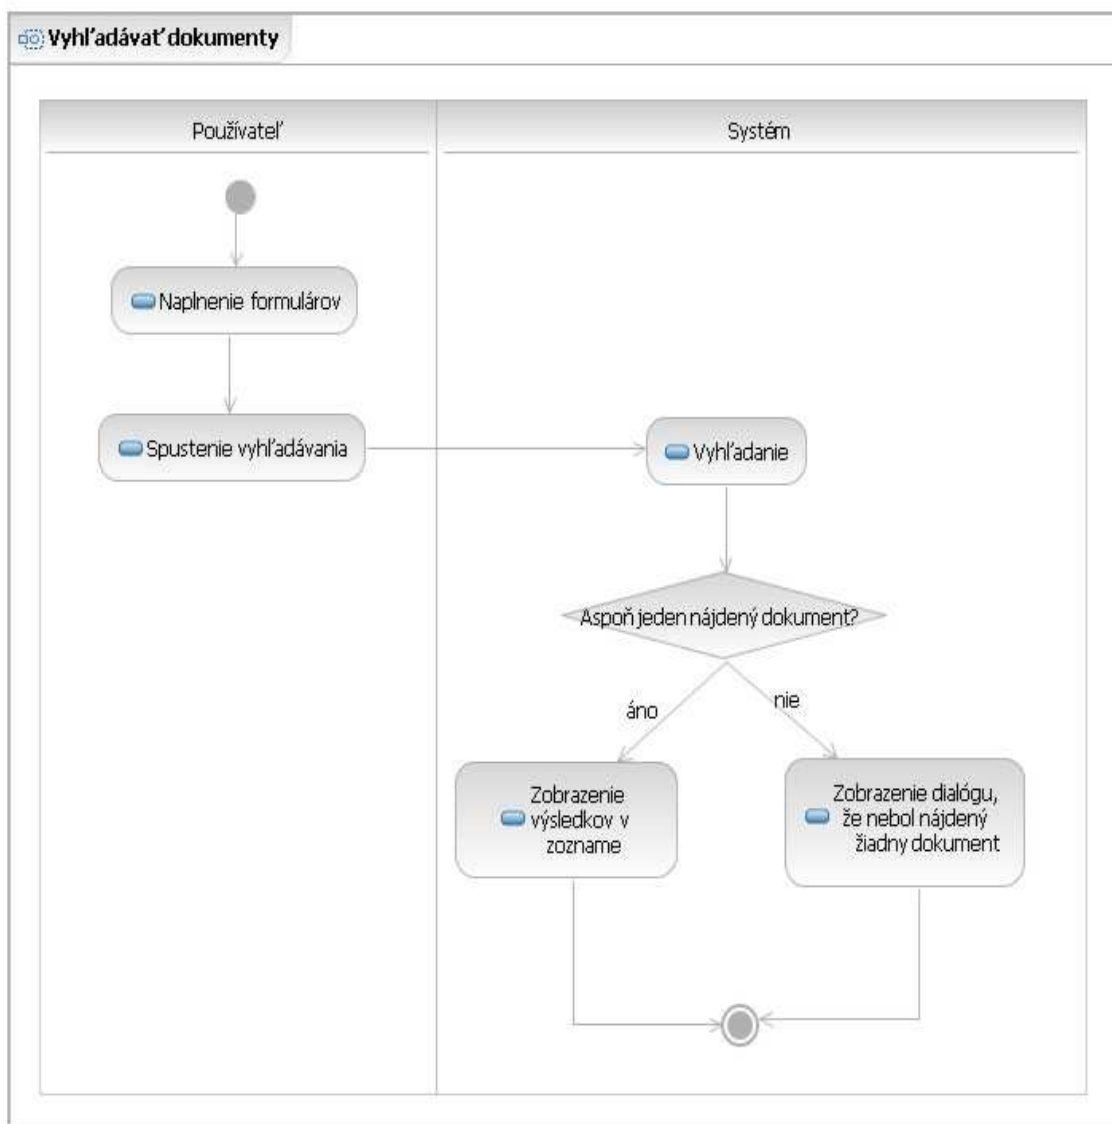 Vyhľadávať dokumenty
Používateľ
Systém
Naplnenie formulárov
Spustenie vyhľadávania
Vyhľadanie
Aspoň jeden nájdený dokument?
áno
nie
Zobrazenie
výsledkov v
zozname
Zobrazenie dialógu,
že nebol nájdený
žiadny dokument